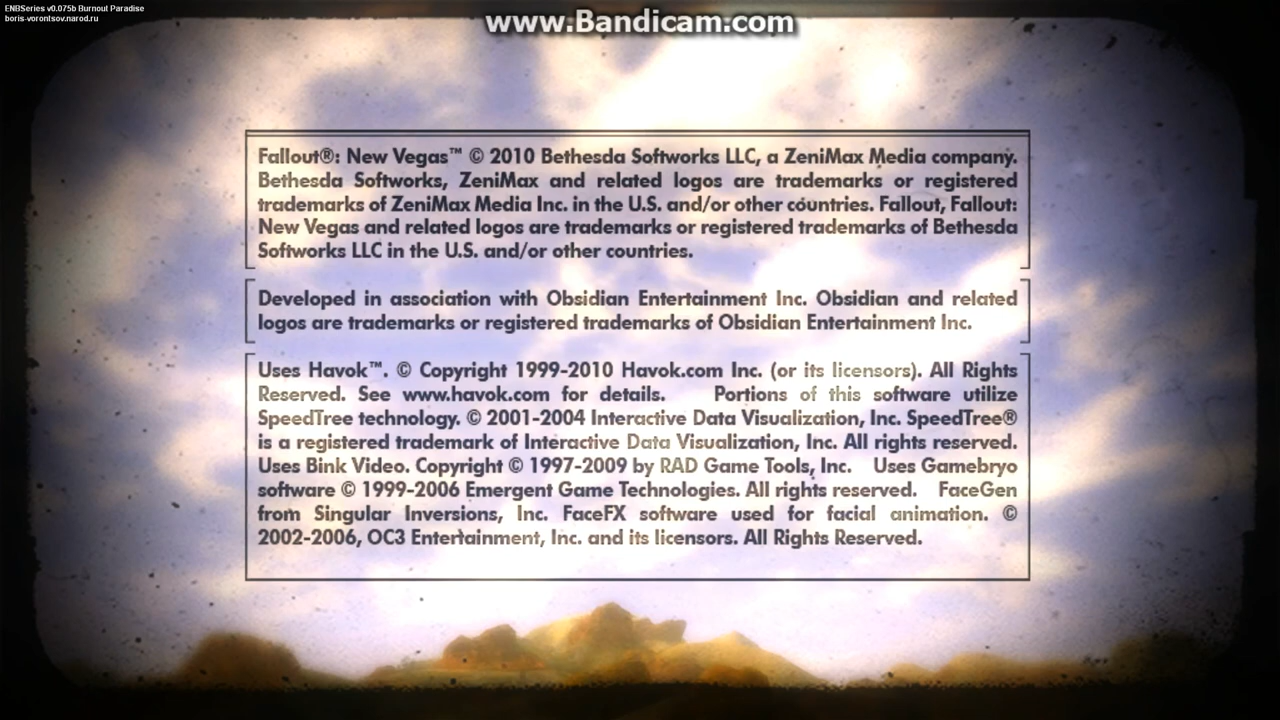 ENBSeries v0.075b Burnout Paradise
boris-vorontsov.narod.ru
www.Bandicam.com
Fallout®: New Vegas™ © 2010 Bethesda Softworks LLC, a ZeniMax Media company.
Bethesda Softworks, ZeniMax and related logos are trademarks or registered
trademarks of ZeniMax Media Inc. in the U.S. and/or other countries. Fallout, Fallout:
New Vegas and related logos are trademarks or registered trademarks of Bethesda
Softworks LLC in the U.S. and/or other countries.
Developed in association with Obsidian Entertainment Inc. Obsidian and related
logos are trademarks or registered trademarks of Obsidian Entertainment Inc.
Uses Havok™. © Copyright 1999-2010 Havok.com Inc. (or its licensors). All Rights
Reserved. See www.havok.com for details. Portions of this software utilize
SpeedTree technology. © 2001-2004 Interactive Data Visualization, Inc. SpeedTree®
is a registered trademark of Interactive Data Visualization, Inc. All rights reserved.
Uses Bink Video. Copyright © 1997-2009 by RAD Game Tools, Inc. Uses Gamebryo
software © 1999-2006 Emergent Game Technologies. All rights reserved. FaceGen
from Singular Inversions, Inc. FaceFX software used for facial animation. ©
2002-2006, OC3 Entertainment, Inc. and its licensors. All Rights Reserved.